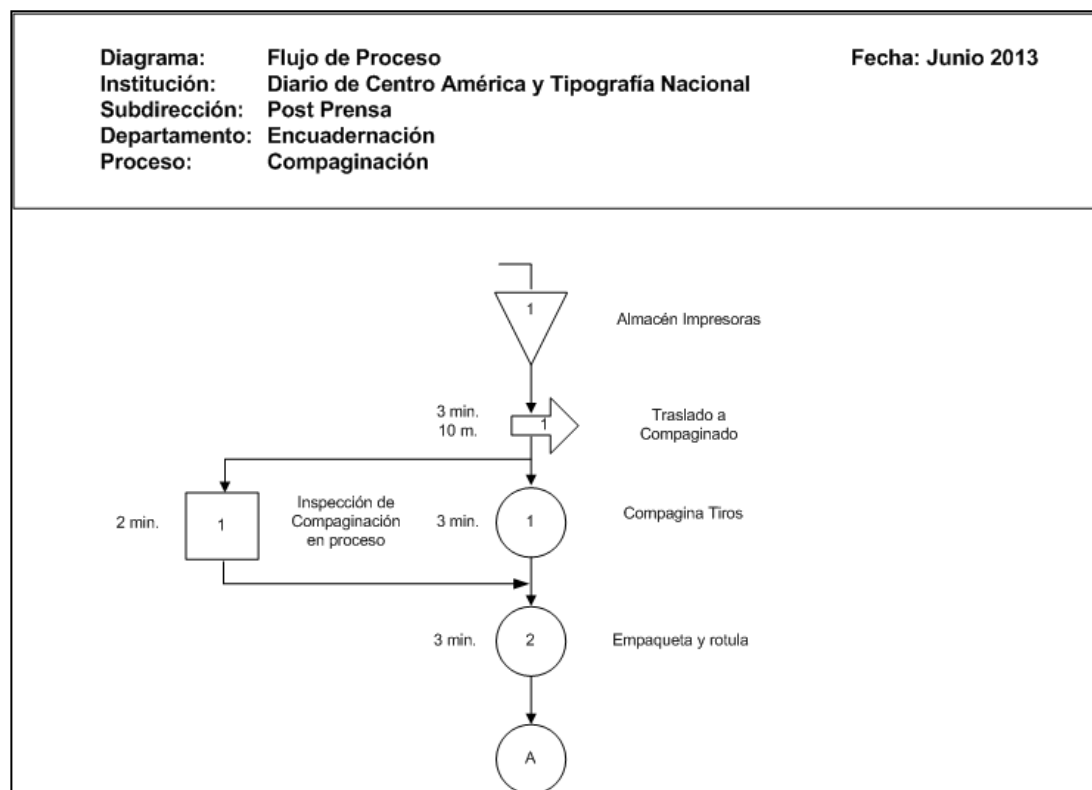 Diagrama: Flujo de Proceso Fecha: Junio 2013
Institución: Diario de Centro América y Tipografía Nacional
Subdirección: Post Prensa
Departamento: Encuadernación
Proceso: Compaginación
1
Almacén Impresoras
3 min.
10 m.
1
Traslado a
Compaginado
2 min.
1
Inspección de
Compaginación
en proceso
3 min.
1
Compagina Tiros
3 min.
2
Empaqueta y rotula
A